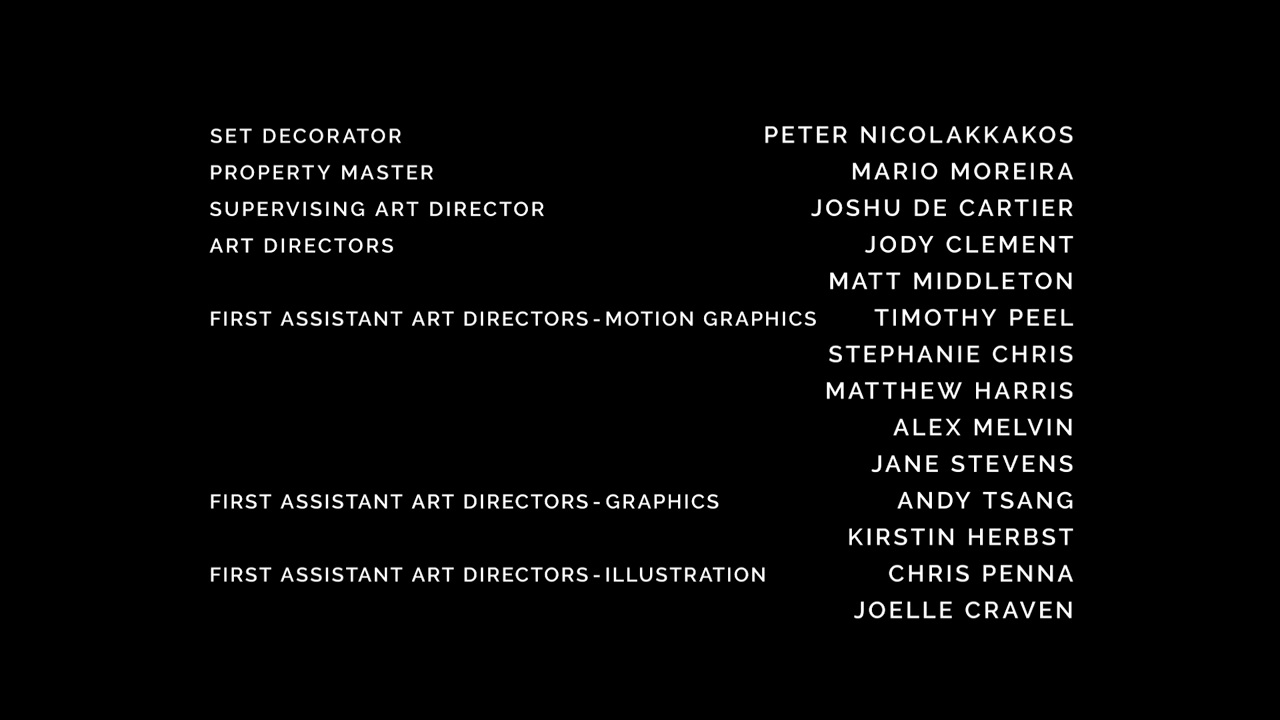 SET DECORATOR PETER NICOLAKKAKOS
PROPERTY MASTER MARIO MOREIRA
SUPERVISING ART DIRECTOR JOSHU DE CARTIER
ART DIRECTORS JODY CLEMENT
MATT MIDDLETON
FIRST ASSISTANT ART DIRECTORS - MOTION GRAPHICS TIMOTHY PEEL
STEPHANIE CHRIS
MATTHEW HARRIS
ALEX MELVIN
JANE STEVENS
FIRST ASSISTANT ART DIRECTORS - GRAPHICS ANDY TSANG
KIRSTIN HERBST
FIRST ASSISTANT ART DIRECTORS - ILLUSTRATION CHRIS PENNA
JOELLE CRAVEN